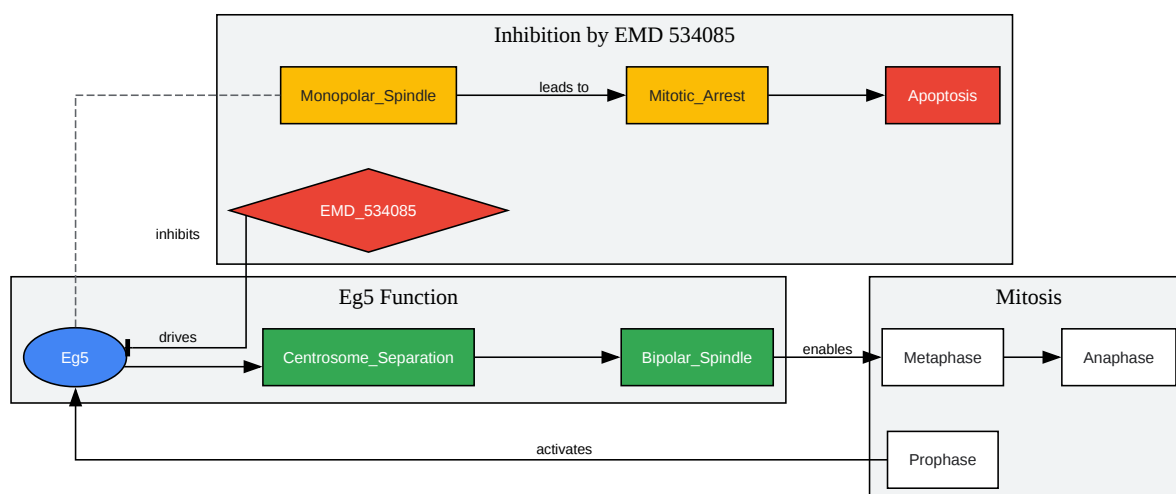 Inhibition by EMD 534085
Monopolar_Spindle
leads to
Mitotic_Arrest
Apoptosis
EMD_534085
inhibits
Eg5 Function
Mitosis
drives
Eg5
Centrosome_Separation
Bipolar_Spindle
enables
Metaphase
Anaphase
activates
Prophase